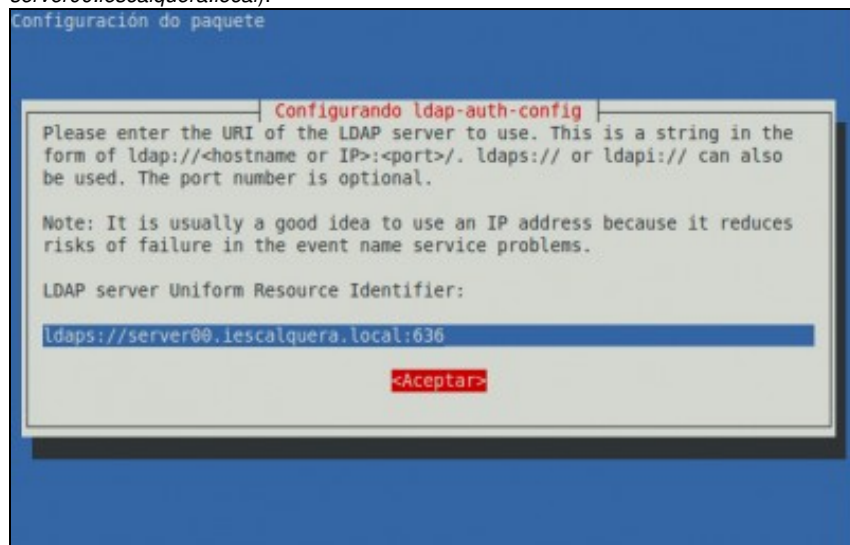 server00.iescalquera.local).
Configuración do paquete
Configurando ldap-auth-config
Please enter the URI of the LDAP server to use. This is a string in the
form of ldap://<hostname or IP>:<port>/. ldaps:// or ldapi:// can also
be used. The port number is optional.
Note: It is usually a good idea to use an IP address because it reduces
risks of failure in the event name service problems.
LDAP server Uniform Resource Identifier:
ldaps://server00.iescalquera.local:636
<Aceptar>